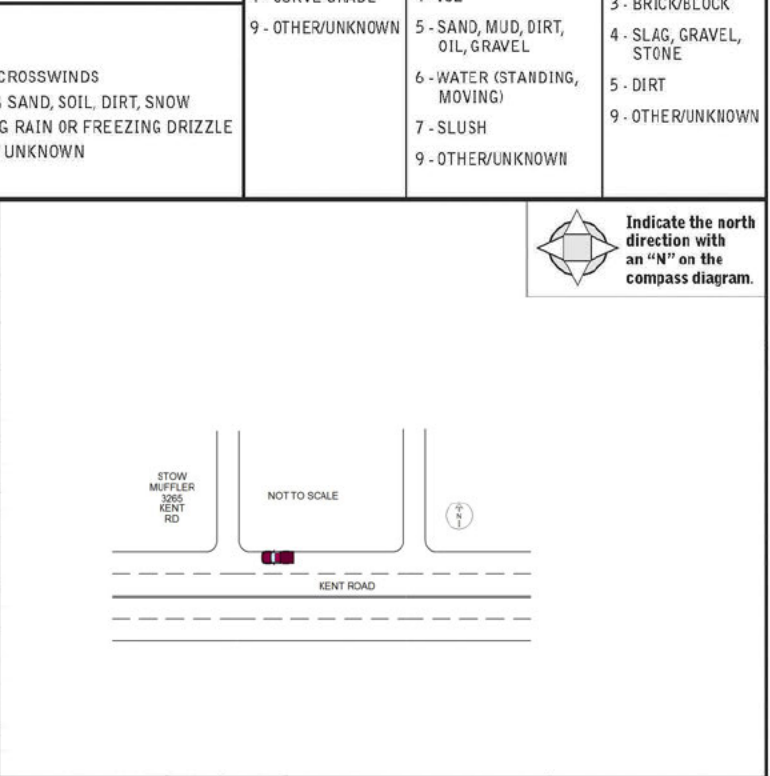 CROSSWINDS
SAND, SOIL, DIRT, SNOW
G RAIN OR FREEZING DRIZZLE
UNKNOWN
9 - OTHER/UNKNOWN
5 - SAND, MUD, DIRT,
OIL, GRAVEL
6 - WATER (STANDING,
MOVING)
7 - SLUSH
9 - OTHER/UNKNOWN
3 - BRICK/BLOCK
4 - SLAG, GRAVEL,
STONE
5 - DIRT
9 - OTHER/UNKNOWN
Indicate the north
direction with
an “N” on the
compass diagram.
STOW
MUFFLER
3265
KENT
RD
NOT TO SCALE
N
KENT ROAD